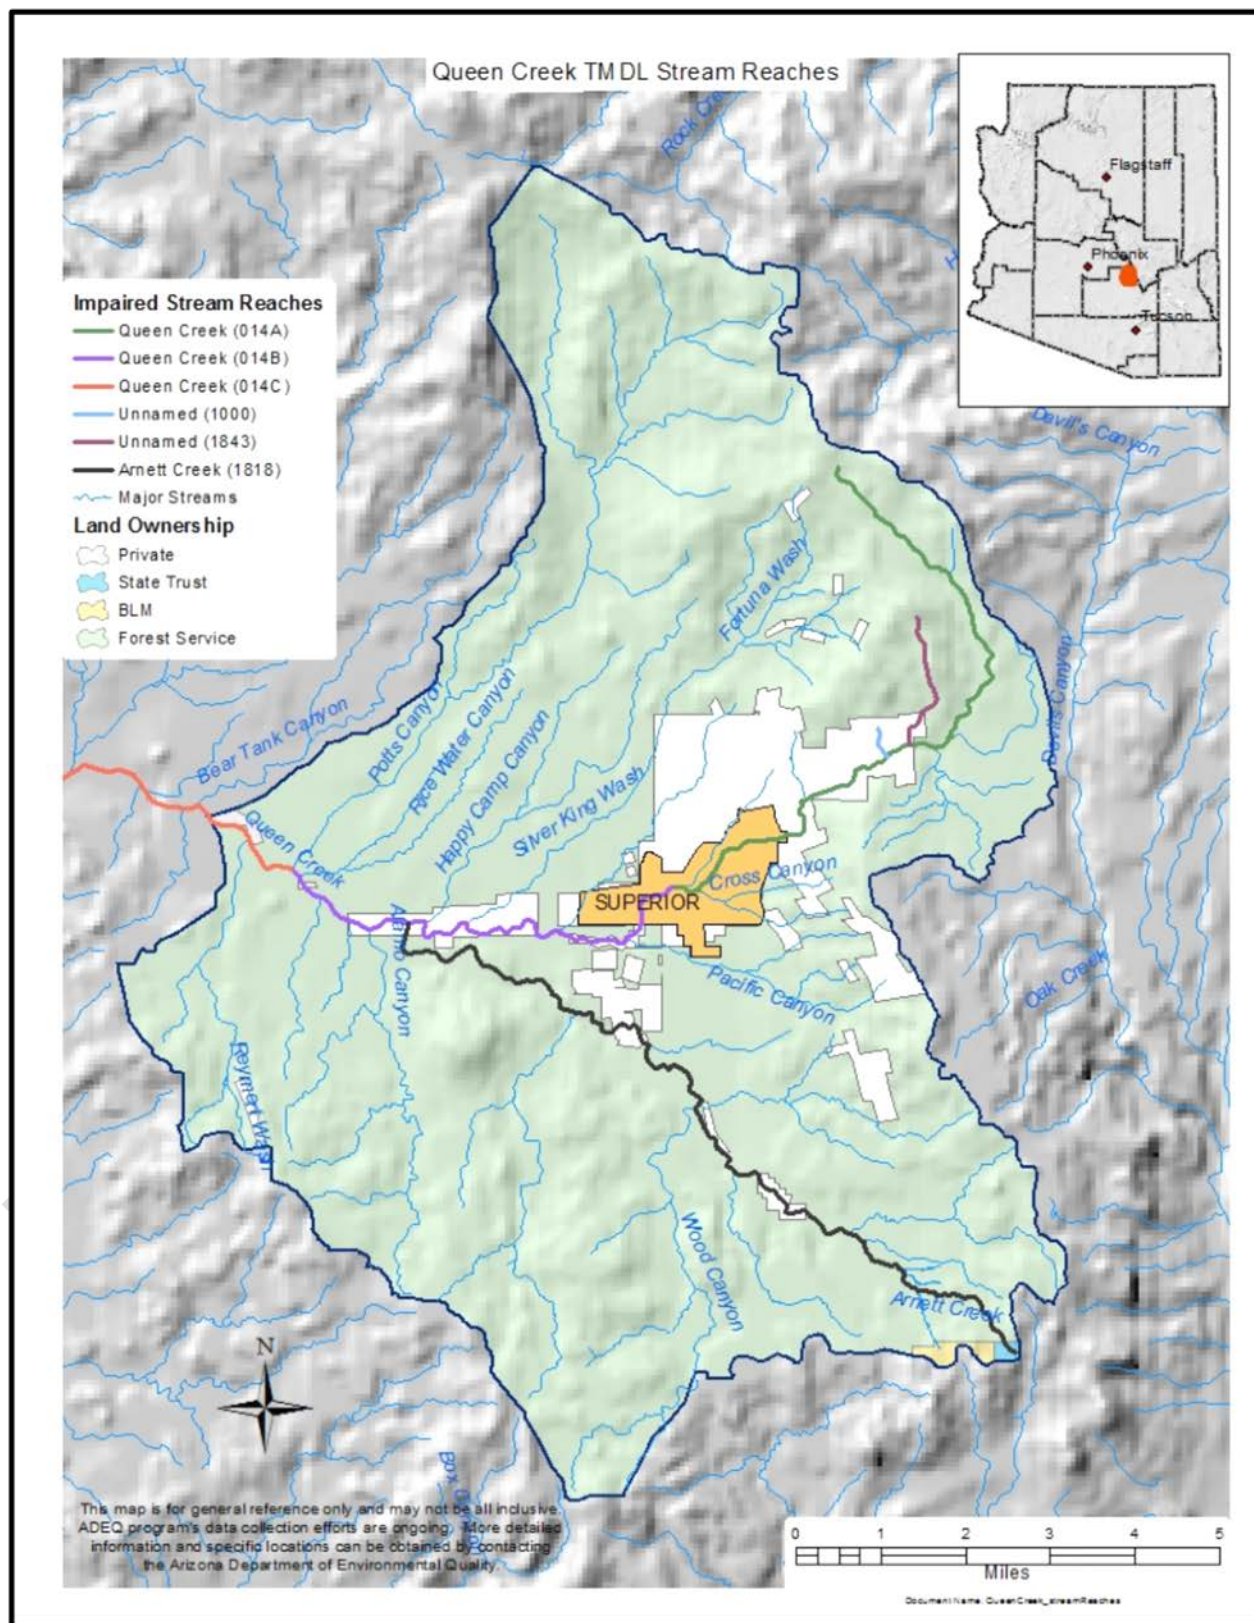 Queen Creek TMDL Stream Reaches
Flagstaff
Phoenix
Tucson
Impaired Stream Reaches
Queen Creek (014A)
Queen Creek (014B)
Queen Creek (014C)
Unnamed (1000)
Unnamed (1843)
Arnett Creek (1818)
Major Streams
Land Ownership
Private
State Trust
BLM
Forest Service
Devil's Canyon
Fortuna Wash
Devil's Canyon
Bear Tank Canyon
Potts Canyon
Rice Water Canyon
Happy Camp Canyon
Silver King Wash
Queen Creek
Cross Canyon
SUPERIOR
Canyon
Pacific Canyon
Oak Creek
Reymert Wash
Wood Canyon
Arnett Creek
N
This map is for general reference only and may not be all inclusive.
ADEQ program's data collection efforts are ongoing. More detailed
information and specific locations can be obtained by contacting
the Arizona Department of Environmental Quality.
0 1 2 3 4 5
Miles
Document Name: QueenCreek_streamReaches